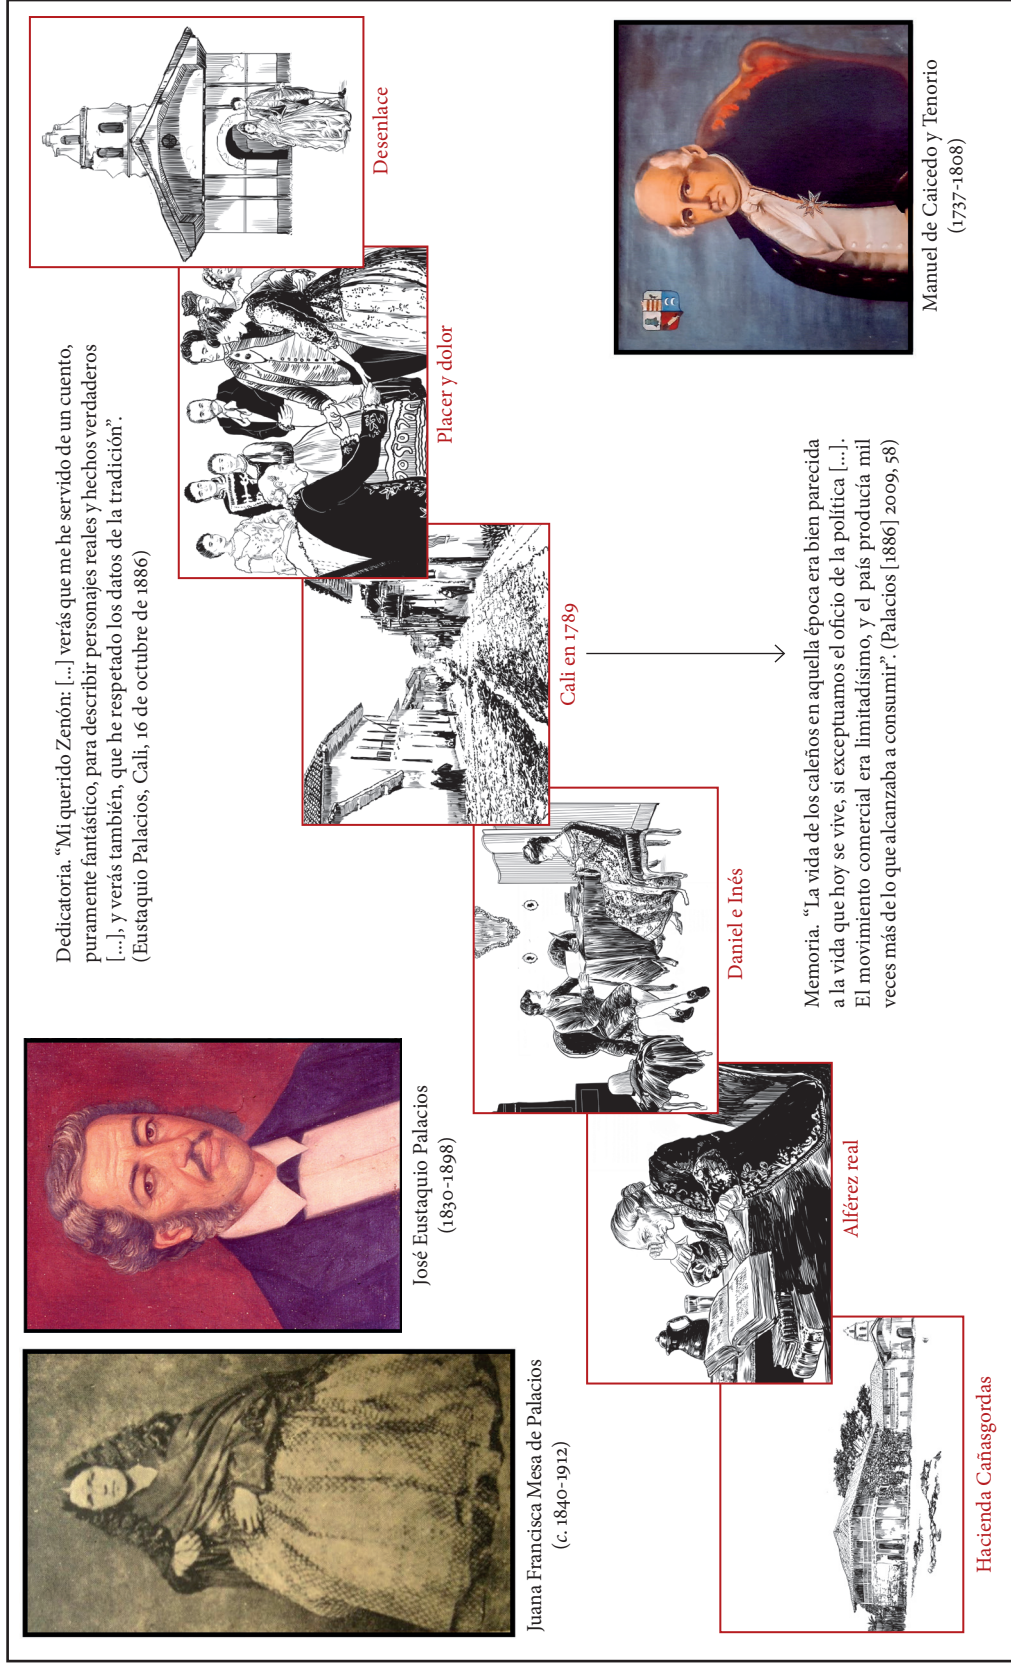 Dedicatoria. “Mi querido Zenón: [...] verás que me he servido de un cuento,
puramente fantástico, para describir personajes reales y hechos verdaderos
[...], y verás también, que he respetado los datos de la tradición”.
(Eustaquio Palacios, Cali, 16 de octubre de 1886)
Juana Francisca Mesa de Palacios
(c. 1840-1912)
José Eustaquio Palacios
(1830-1898)
Hacienda Cañasgordas
Alférez real
Daniel e Inés
Cali en 1789
Placer y dolor
Desenlace
Memoria. “La vida de los caleños en aquella época era bien parecida
a la vida que hoy se vive, si exceptuamos el oficio de la política [...].
El movimiento comercial era limitadísimo, y el país producía mil
veces más de lo que alcanzaba a consumir”. (Palacios [1886] 2009, 58)
Manuel de Caicedo y Tenorio
(1737-1808)